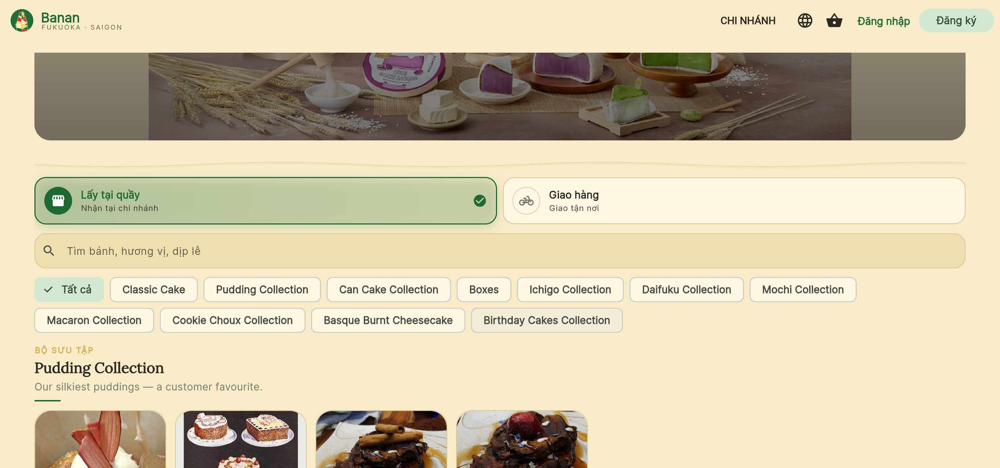 Banan
FUKUOKA · SAIGON
CHI NHÁNH
Đăng nhập
Đăng ký
UBE
MOCHI BASQUE
Lấy tại quầy
Nhận tại chi nhánh
Giao hàng
Giao tận nơi
Tìm bánh, hương vị, dịp lễ
Tất cả
Classic Cake
Pudding Collection
Can Cake Collection
Boxes
Ichigo Collection
Daifuku Collection
Mochi Collection
Macaron Collection
Cookie Choux Collection
Basque Burnt Cheesecake
Birthday Cakes Collection
BỘ SƯU TẬP
Pudding Collection
Our silkiest puddings — a customer favourite.